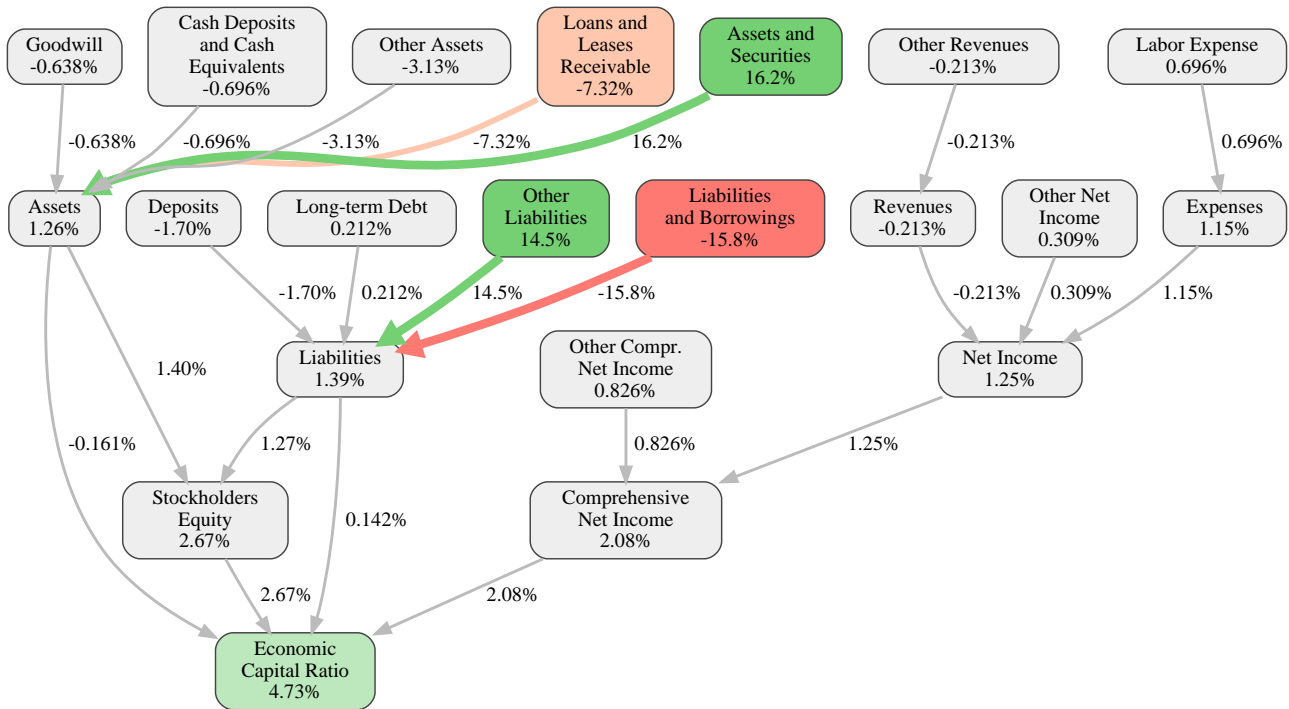 Goodwill
-0.638%
Cash Deposits
and Cash
Equivalents
-0.696%
Other Assets
-3.13%
Loans and
Leases
Receivable
-7.32%
Assets and
Securities
16.2%
Other Revenues
-0.213%
Labor Expense
0.696%
-0.638%
-0.696%
-3.13%
-7.32%
16.2%
-0.213%
0.696%
Assets
1.26%
Deposits
-1.70%
Long-term Debt
0.212%
Other
Liabilities
14.5%
Liabilities
and Borrowings
-15.8%
Revenues
-0.213%
Other Net
Income
0.309%
Expenses
1.15%
-1.70%
0.212%
14.5%
-15.8%
-0.213%
0.309%
1.15%
1.40%
Liabilities
1.39%
Other Compr.
Net Income
0.826%
Net Income
1.25%
-0.161%
1.27%
0.826%
1.25%
Stockholders
Equity
2.67%
0.142%
Comprehensive
Net Income
2.08%
2.67%
2.08%
Economic
Capital Ratio
4.73%